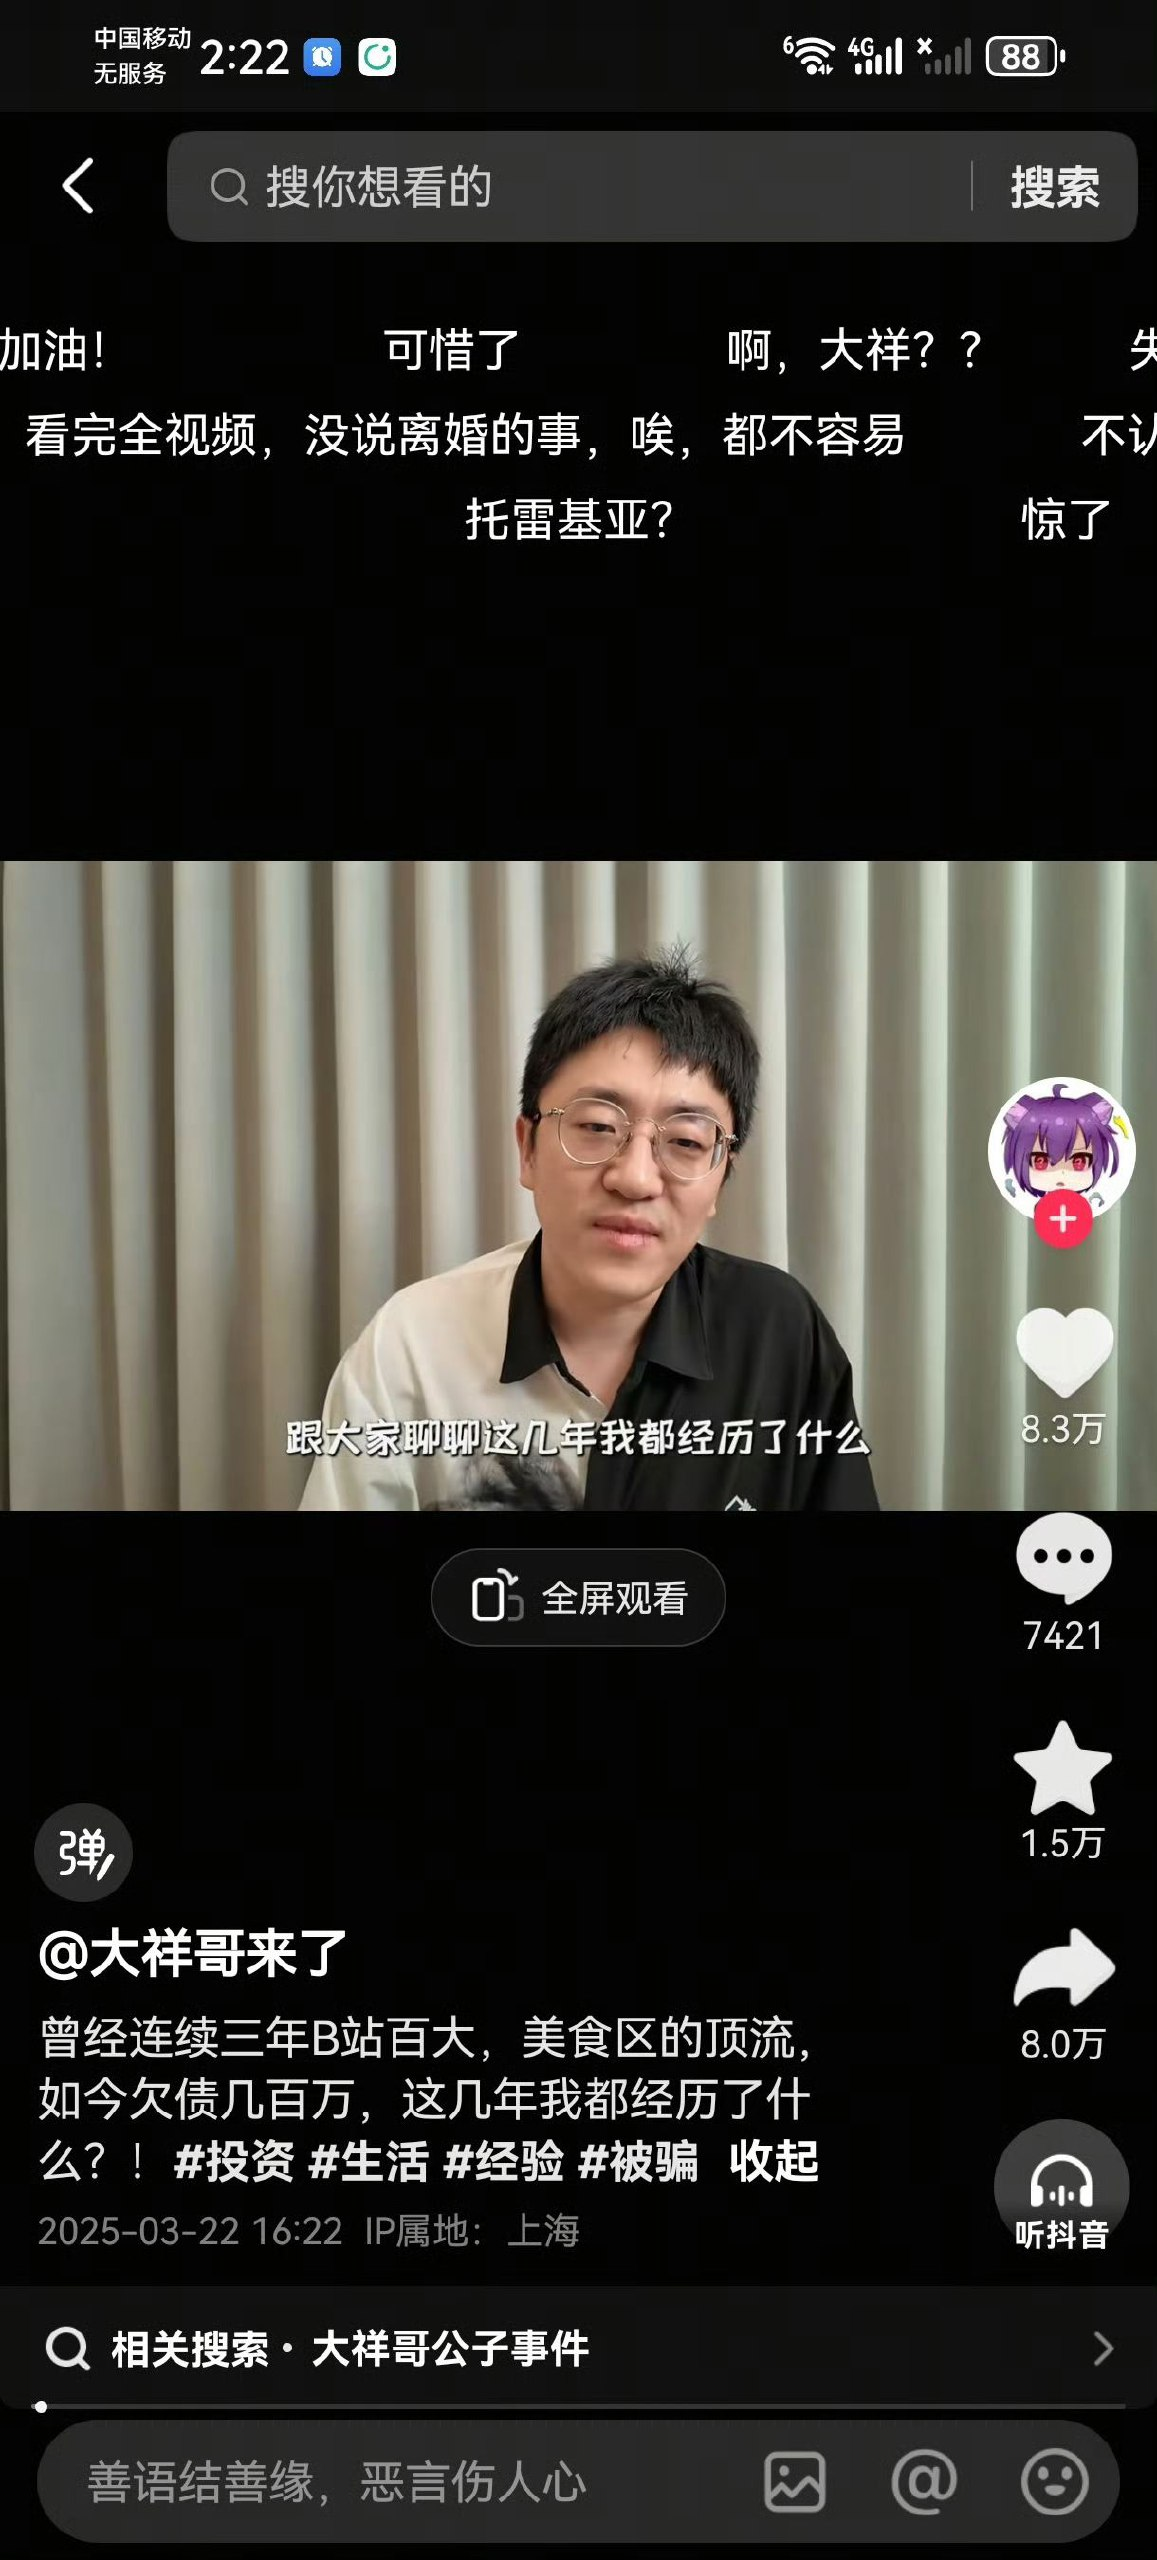 中国移动
无服务
2:22
6
4G
88
搜你想看的
搜索
加油！
可惜了
啊，大祥？？
失
看完全视频，没说离婚的事，唉，都不容易
不认
托雷基亚？
惊了
跟大家聊聊这几年我都经历了什么
8.3万
全屏观看
7421
1.5万
弹
@大祥哥来了
曾经连续三年B站百大，美食区的顶流，
如今欠债几百万，这几年我都经历了什
么？！#投资 #生活 #经验 #被骗 收起
8.0万
2025-03-22 16:22 IP属地：上海
听抖音
相关搜索·大祥哥公子事件
善语结善缘，恶言伤人心
@